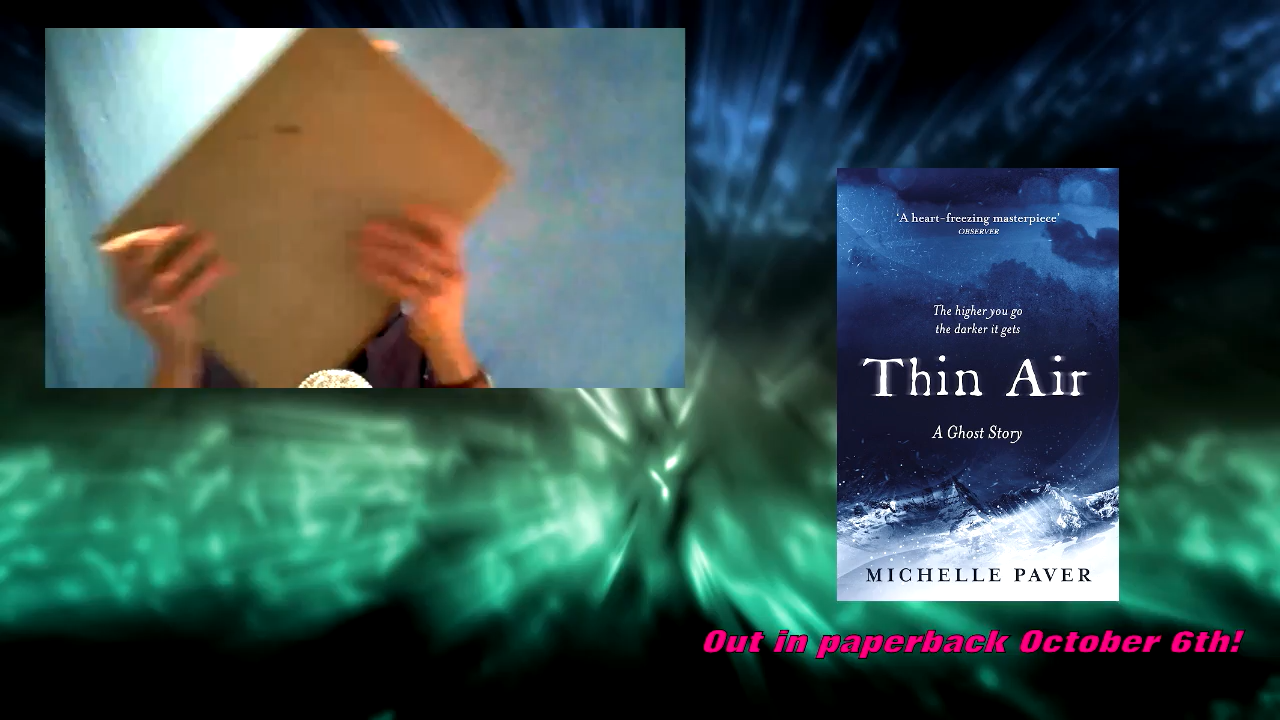 'A heart-freezing masterpiece'
OBSERVER
The higher you go
the darker it gets
Thin Air
A Ghost Story
MICHELLE PAVER
Out in paperback October 6th!